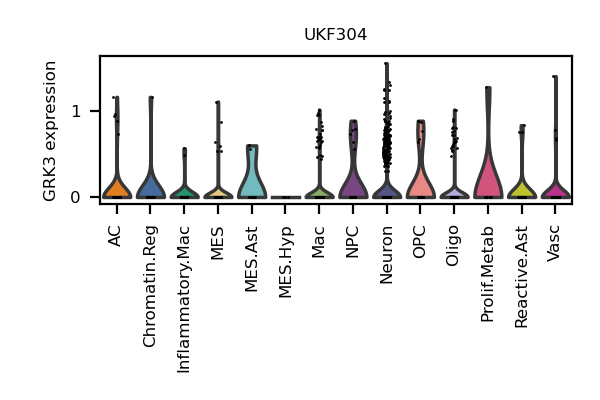 UKF304
GRK3 expression
1
0
AC
Chromatin.Reg
Inflammatory.Mac
MES
MES.Ast
MES.Hyp
Mac
NPC
Neuron
OPC
Oligo
Prolif.Metab
Reactive.Ast
Vasc